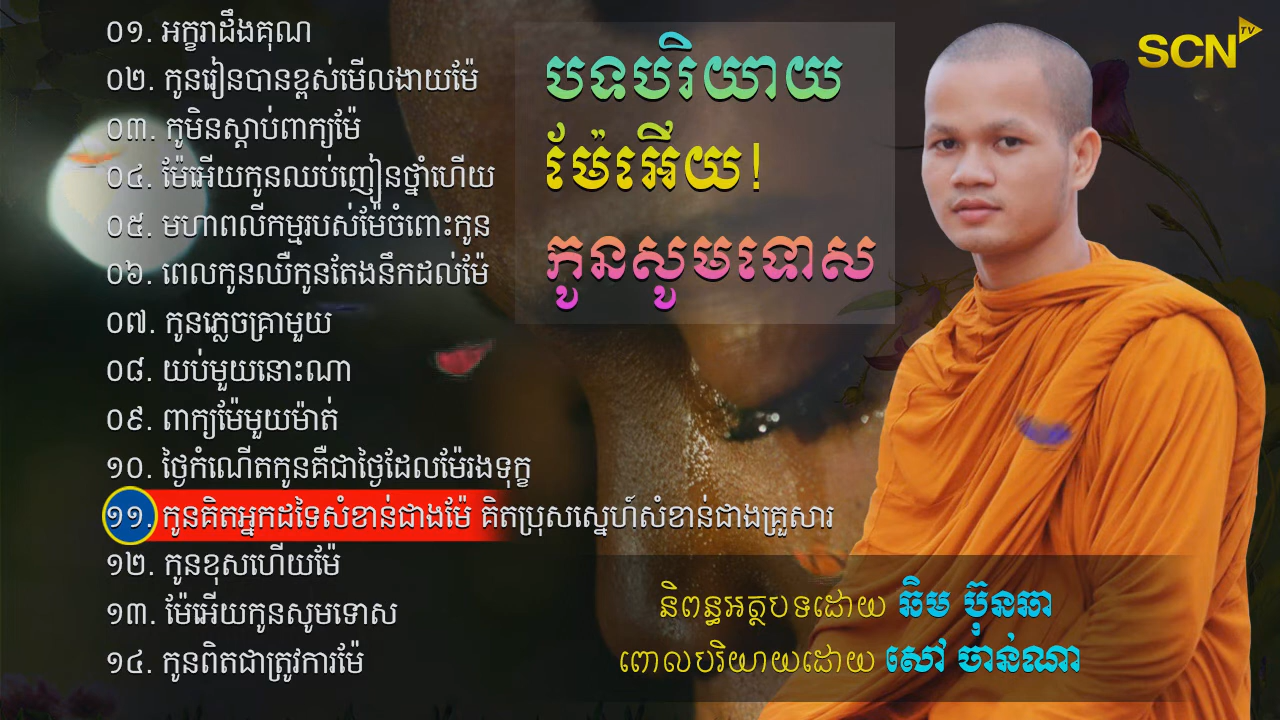 ០១. អក្ខរាដឹងគុណ
០២. កូនរៀនបានខ្ពស់មើលងាយម៉ែ
០៣. កូមិនស្ដាប់ពាក្យម៉ែ
០៤. ម៉ែអើយកូនឈប់ញៀនថ្នាំហើយ
០៥. មហាពលីកម្មរបស់ម៉ែចំពោះកូន
០៦. ពេលកូនឈឺកូនតែងនឹកដល់ម៉ែ
០៧. កូនភ្លេចគ្រាមួយ
០៨. យប់មួយនោះណា
០៩. ពាក្យម៉ែមួយម៉ាត់
១០. ថ្ងៃកំណើតកូនគឺជាថ្ងៃដែលម៉ែរងទុក្ខ
១១. កូនគិតអ្នកដទៃសំខាន់ជាងម៉ែ គិតប្រុសស្នេហ៍សំខាន់ជាងគ្រួសារ
១២. កូនខុសហើយម៉ែ
១៣. ម៉ែអើយកូនសូមទោស
១៤. កូនពិតជាត្រូវការម៉ែ
បទបរិយាយ
ម៉ែអើយ!
កូនសូមទោស
SCN TV
និពន្ធអត្ថបទដោយ ឆិម ប៊ុនឆា
ពោលបរិយាយដោយ សៅ ចាន់ណា